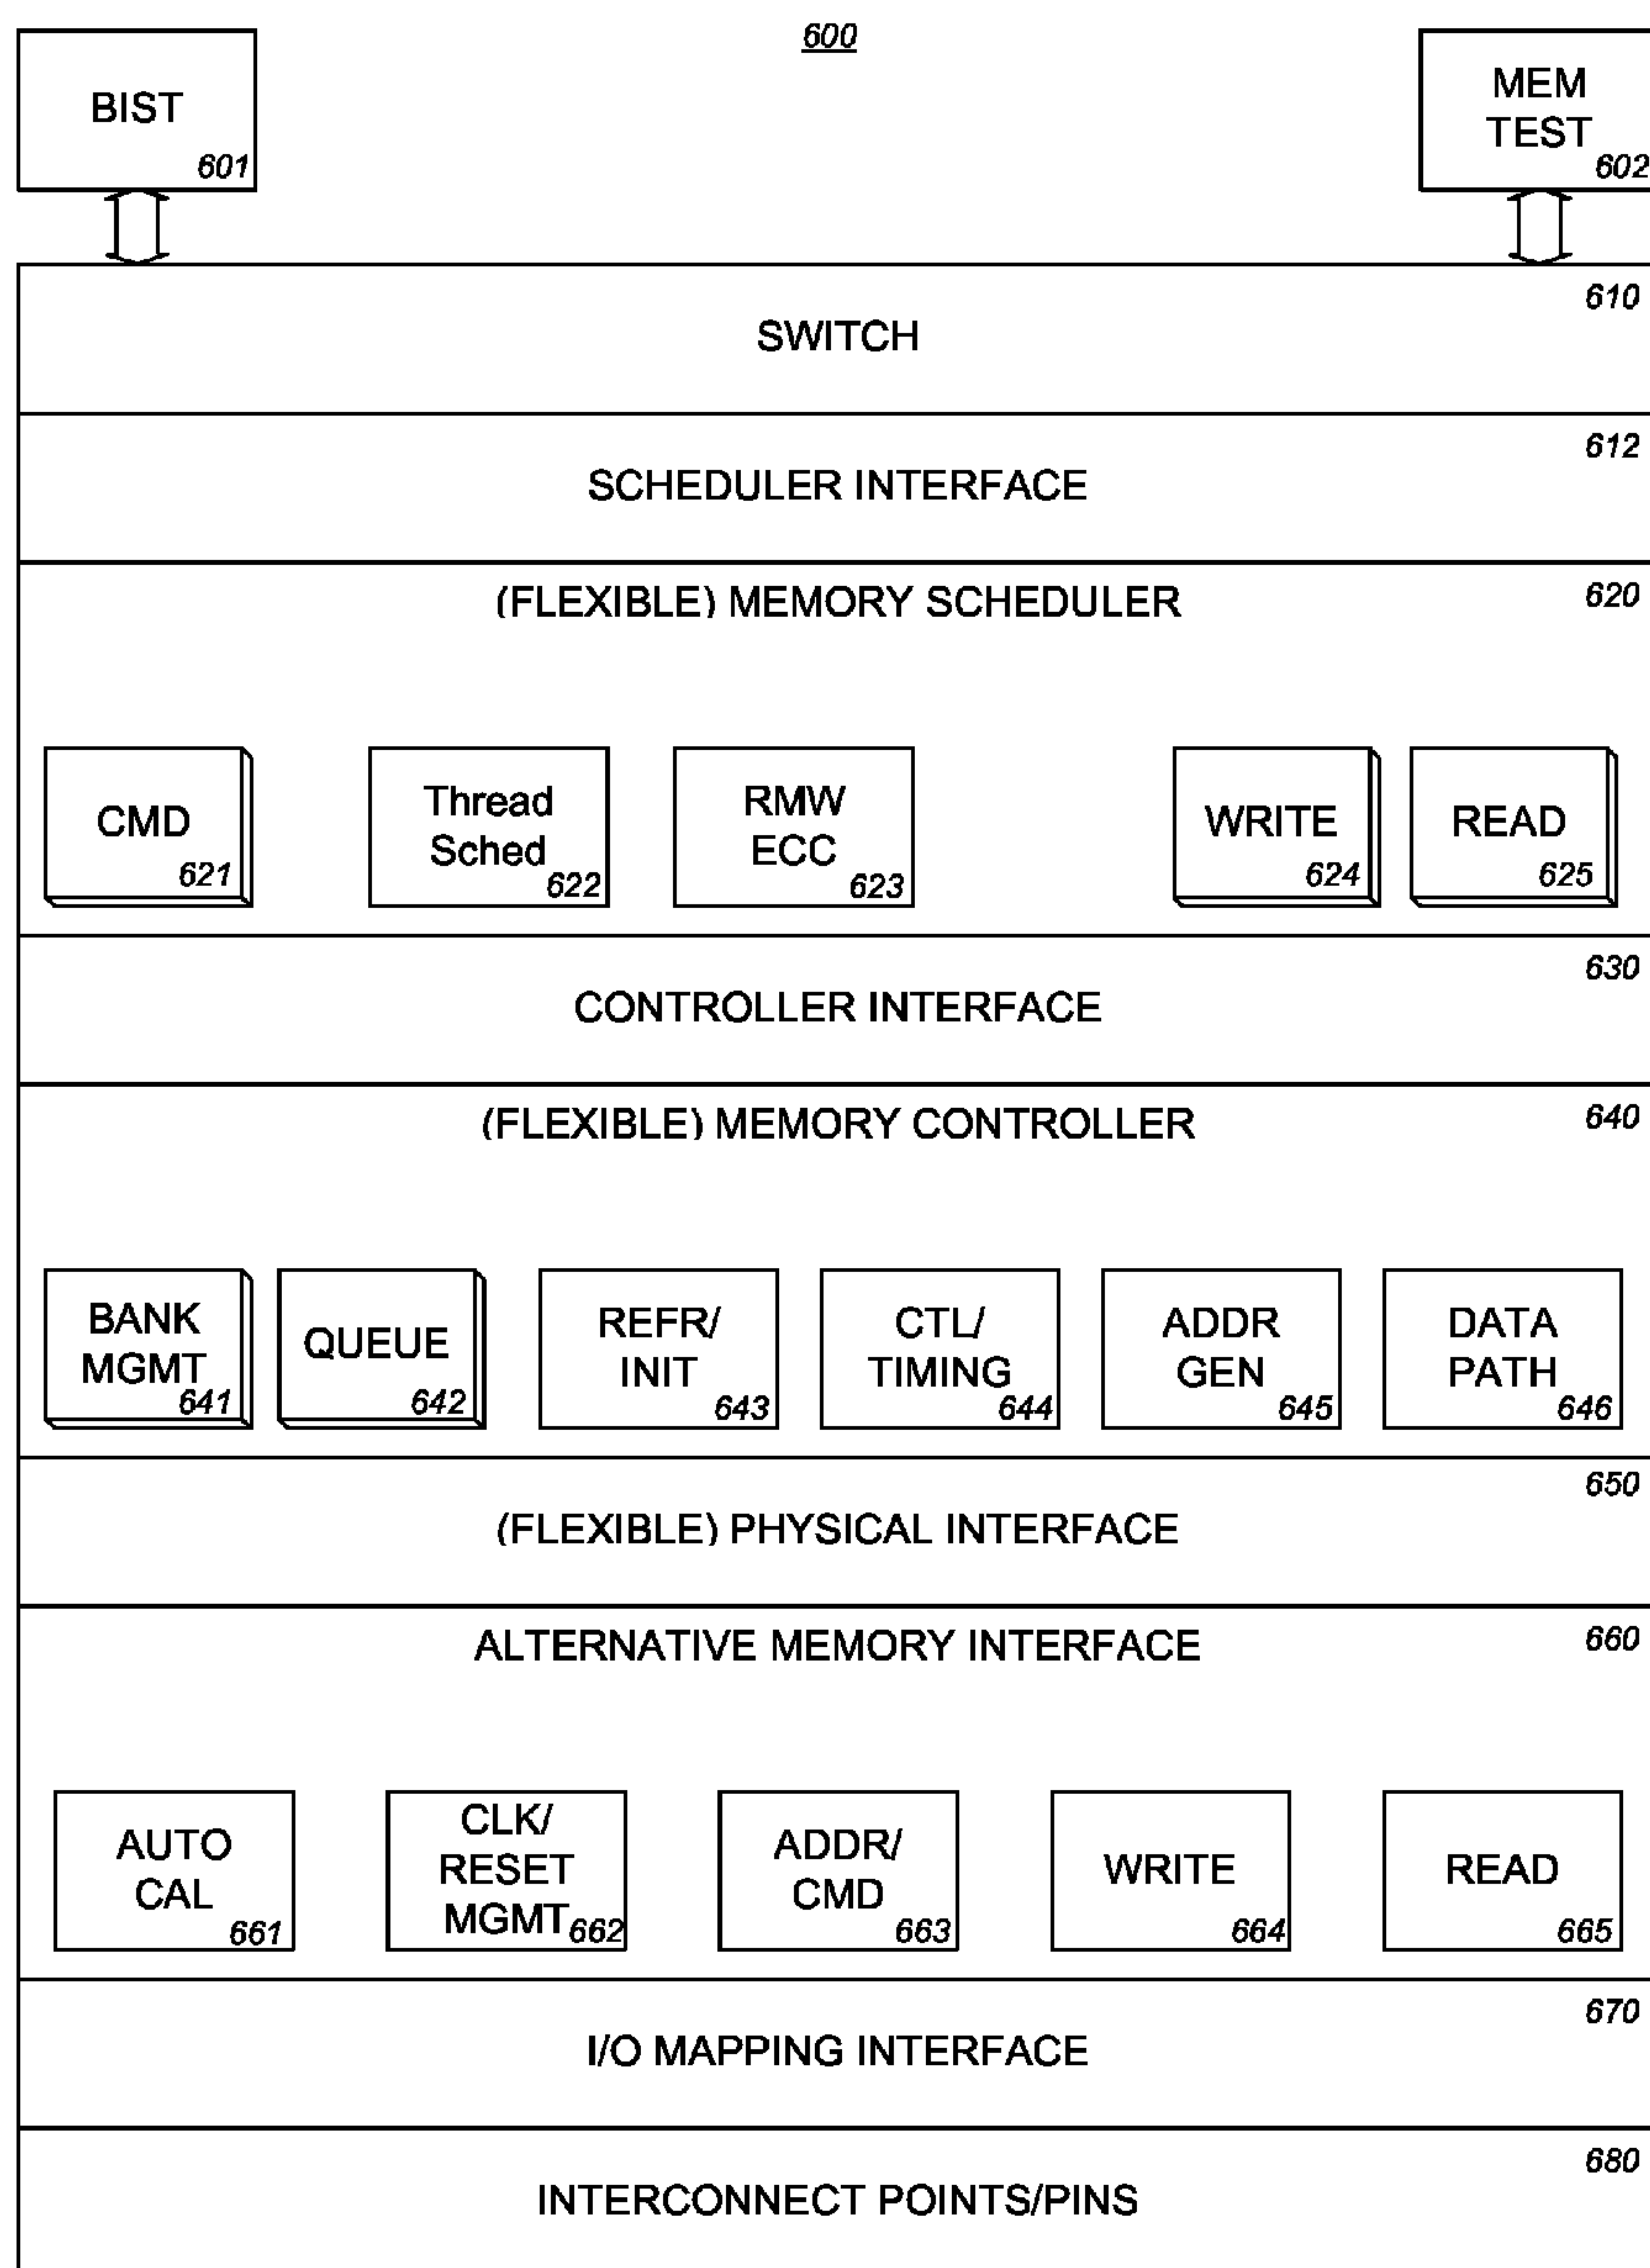 600
BIST
601
MEM
TEST
602
610
SWITCH
612
SCHEDULER INTERFACE
(FLEXIBLE) MEMORY SCHEDULER
620
CMD
621
Thread
Sched
622
RMW
ECC
623
WRITE
624
READ
625
630
CONTROLLER INTERFACE
(FLEXIBLE) MEMORY CONTROLLER
640
BANK
MGMT
641
QUEUE
642
REFR/
INIT
643
CTL/
TIMING
644
ADDR
GEN
645
DATA
PATH
646
650
(FLEXIBLE) PHYSICAL INTERFACE
ALTERNATIVE MEMORY INTERFACE
660
AUTO
CAL
661
CLK/
RESET
MGMT
662
ADDR/
CMD
663
WRITE
664
READ
665
670
I/O MAPPING INTERFACE
680
INTERCONNECT POINTS/PINS